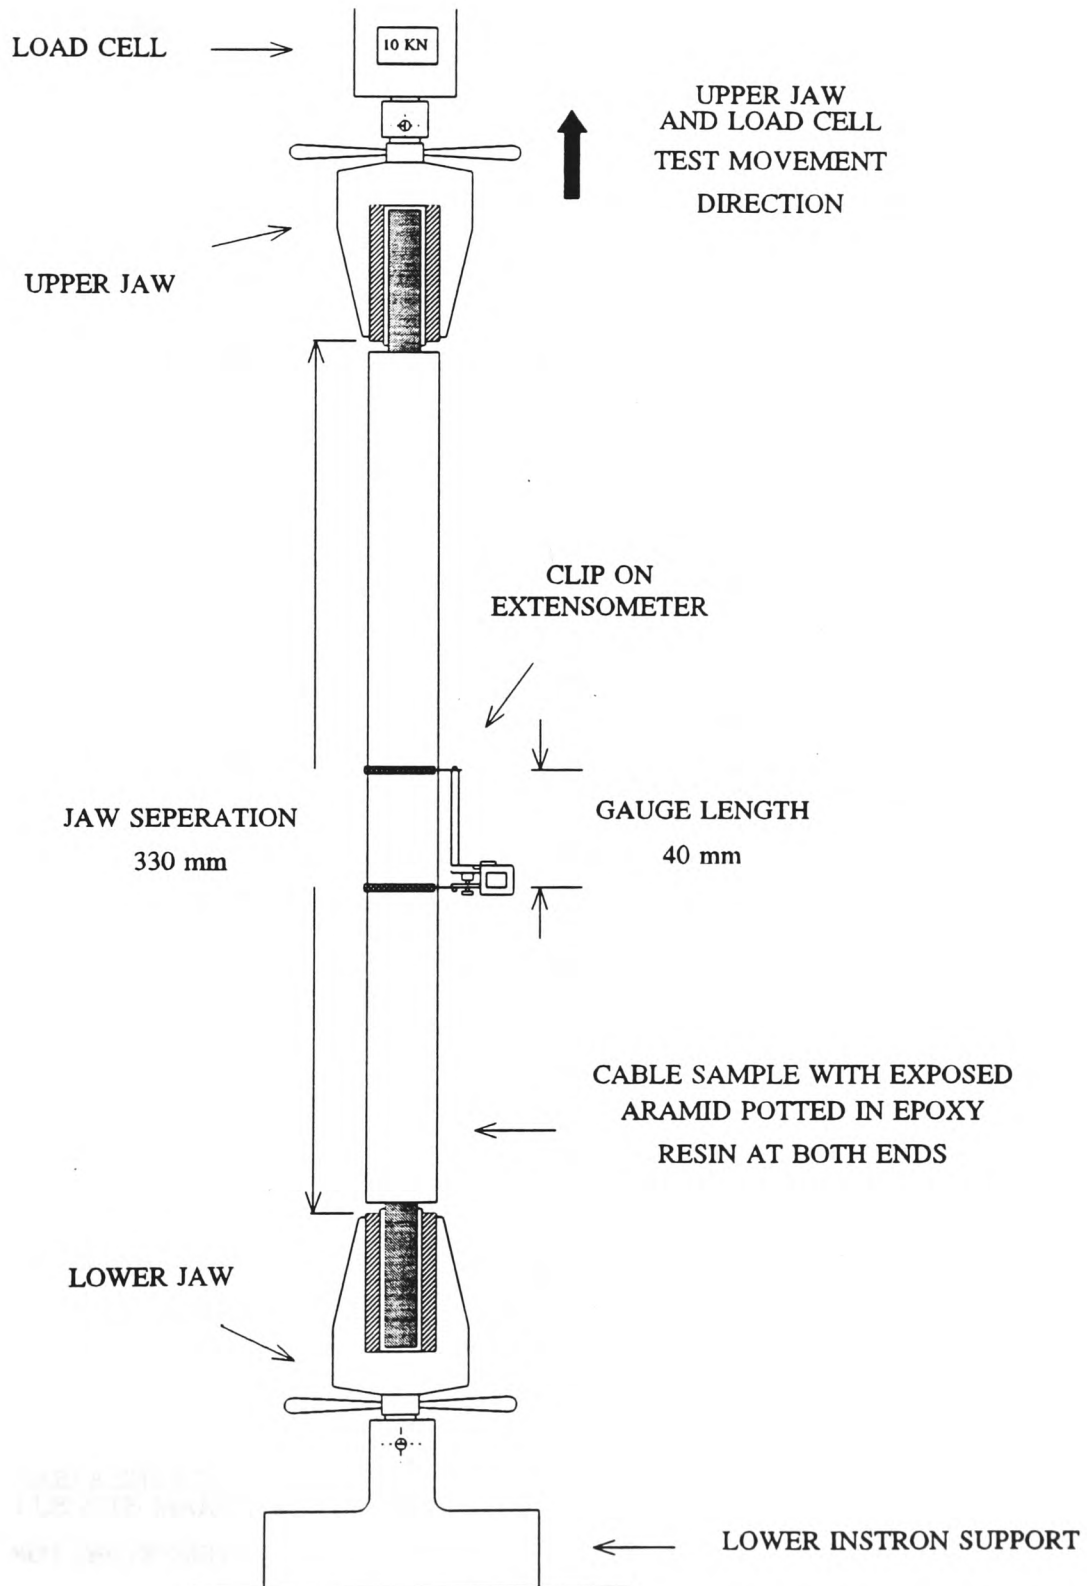 LOAD CELL
10 KN
UPPER JAW
AND LOAD CELL
TEST MOVEMENT
DIRECTION
UPPER JAW
CLIP ON
EXTENSOMETER
JAW SEPERATION
330 mm
GAUGE LENGTH
40 mm
CABLE SAMPLE WITH EXPOSED
ARAMID POTTED IN EPOXY
RESIN AT BOTH ENDS
LOWER JAW
LOWER INSTRON SUPPORT